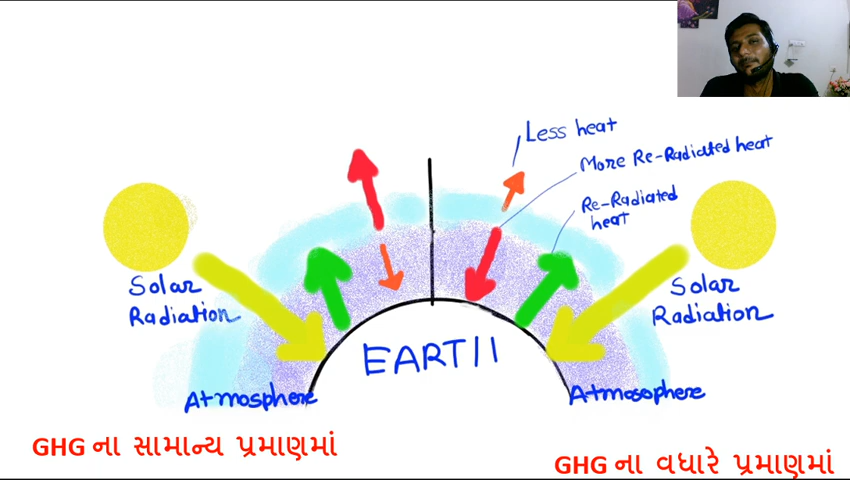 Less heat
More Re-Radiated heat
Re-Radiated
heat
Solar
Radiation
Solar
Radiation
EARTH
Atmosphere
Atmosophere
GHG ના સામાન્ય પ્રમાણમાં
GHG ના વધારે પ્રમાણમાં